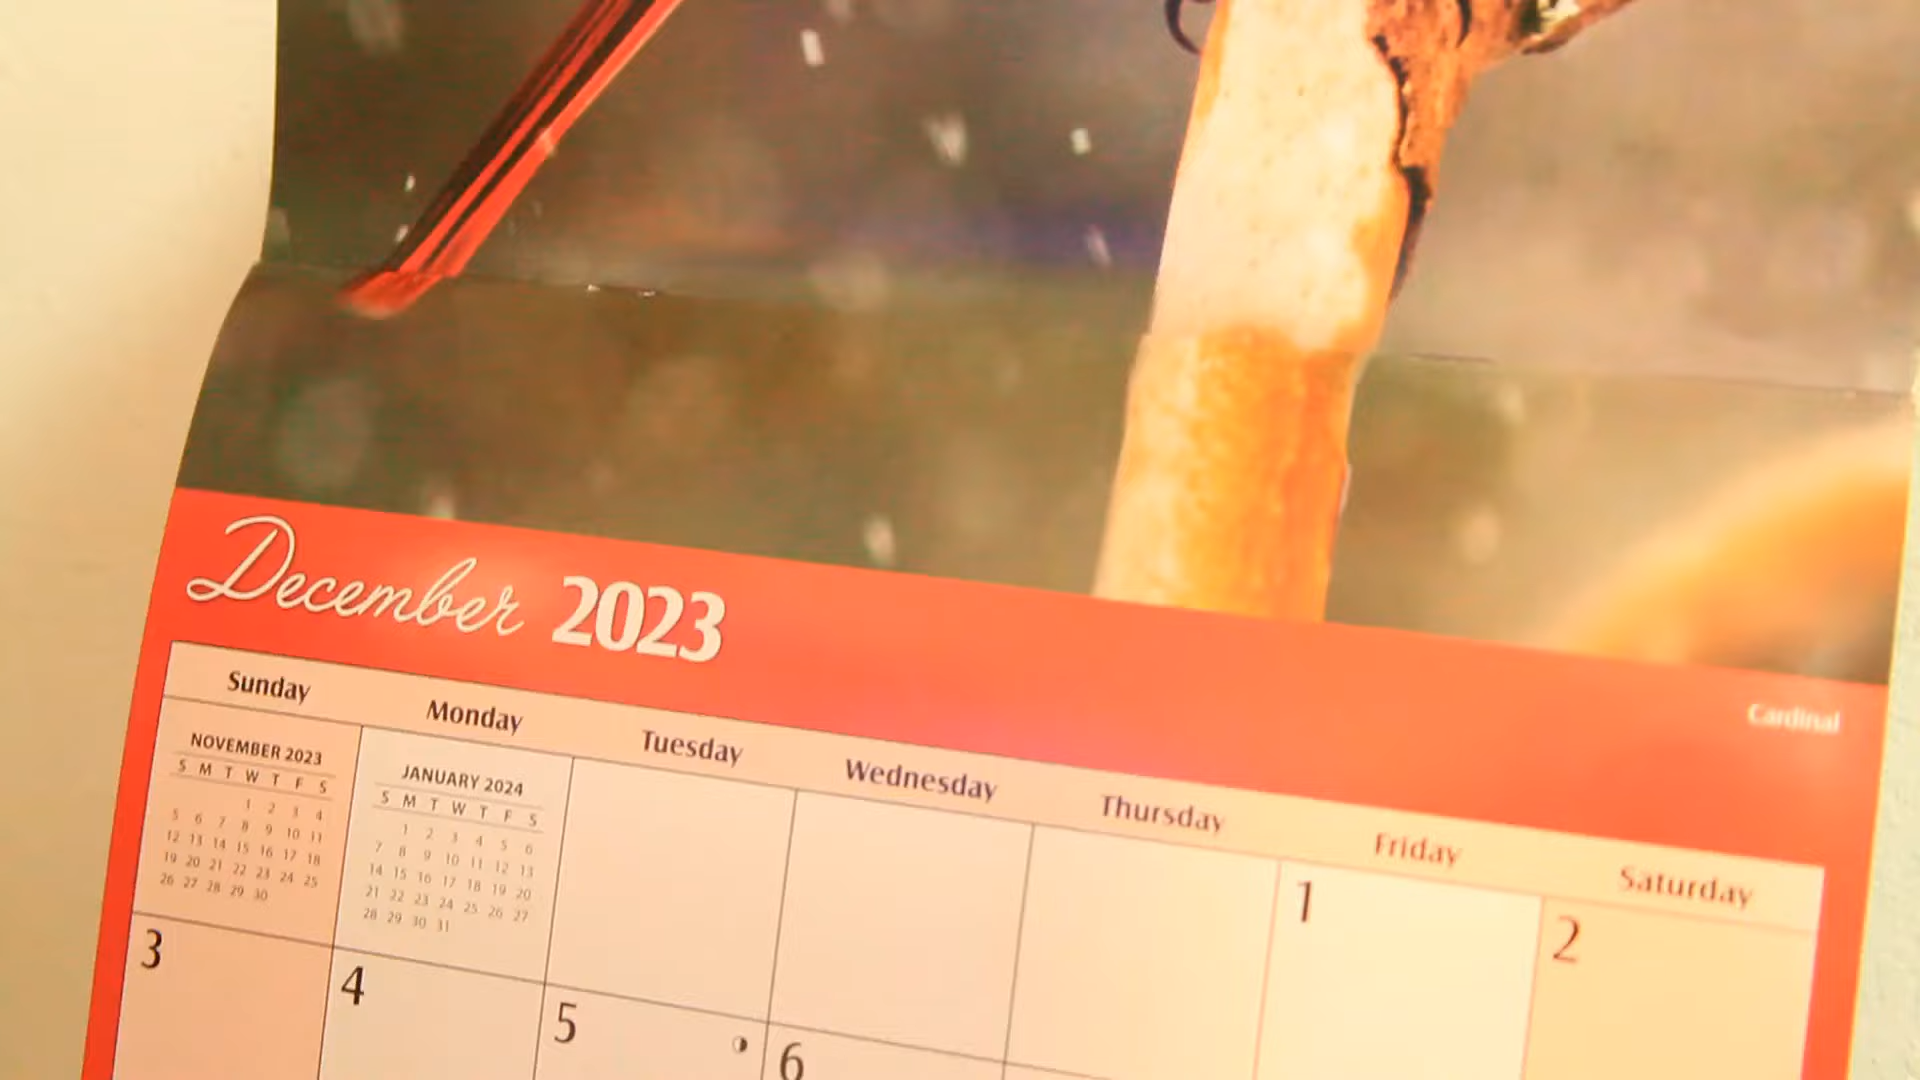 December 2023
Cardinal
Sunday Monday Tuesday Wednesday Thursday Friday Saturday
NOVEMBER 2023
S M T W T F S
1 2 3 4
5 6 7 8 9 10 11
12 13 14 15 16 17 18
19 20 21 22 23 24 25
26 27 28 29 30
JANUARY 2024
S M T W T F S
1 2 3 4 5 6
7 8 9 10 11 12 13
14 15 16 17 18 19 20
21 22 23 24 25 26 27
28 29 30 31
1 2
3 4 5 6